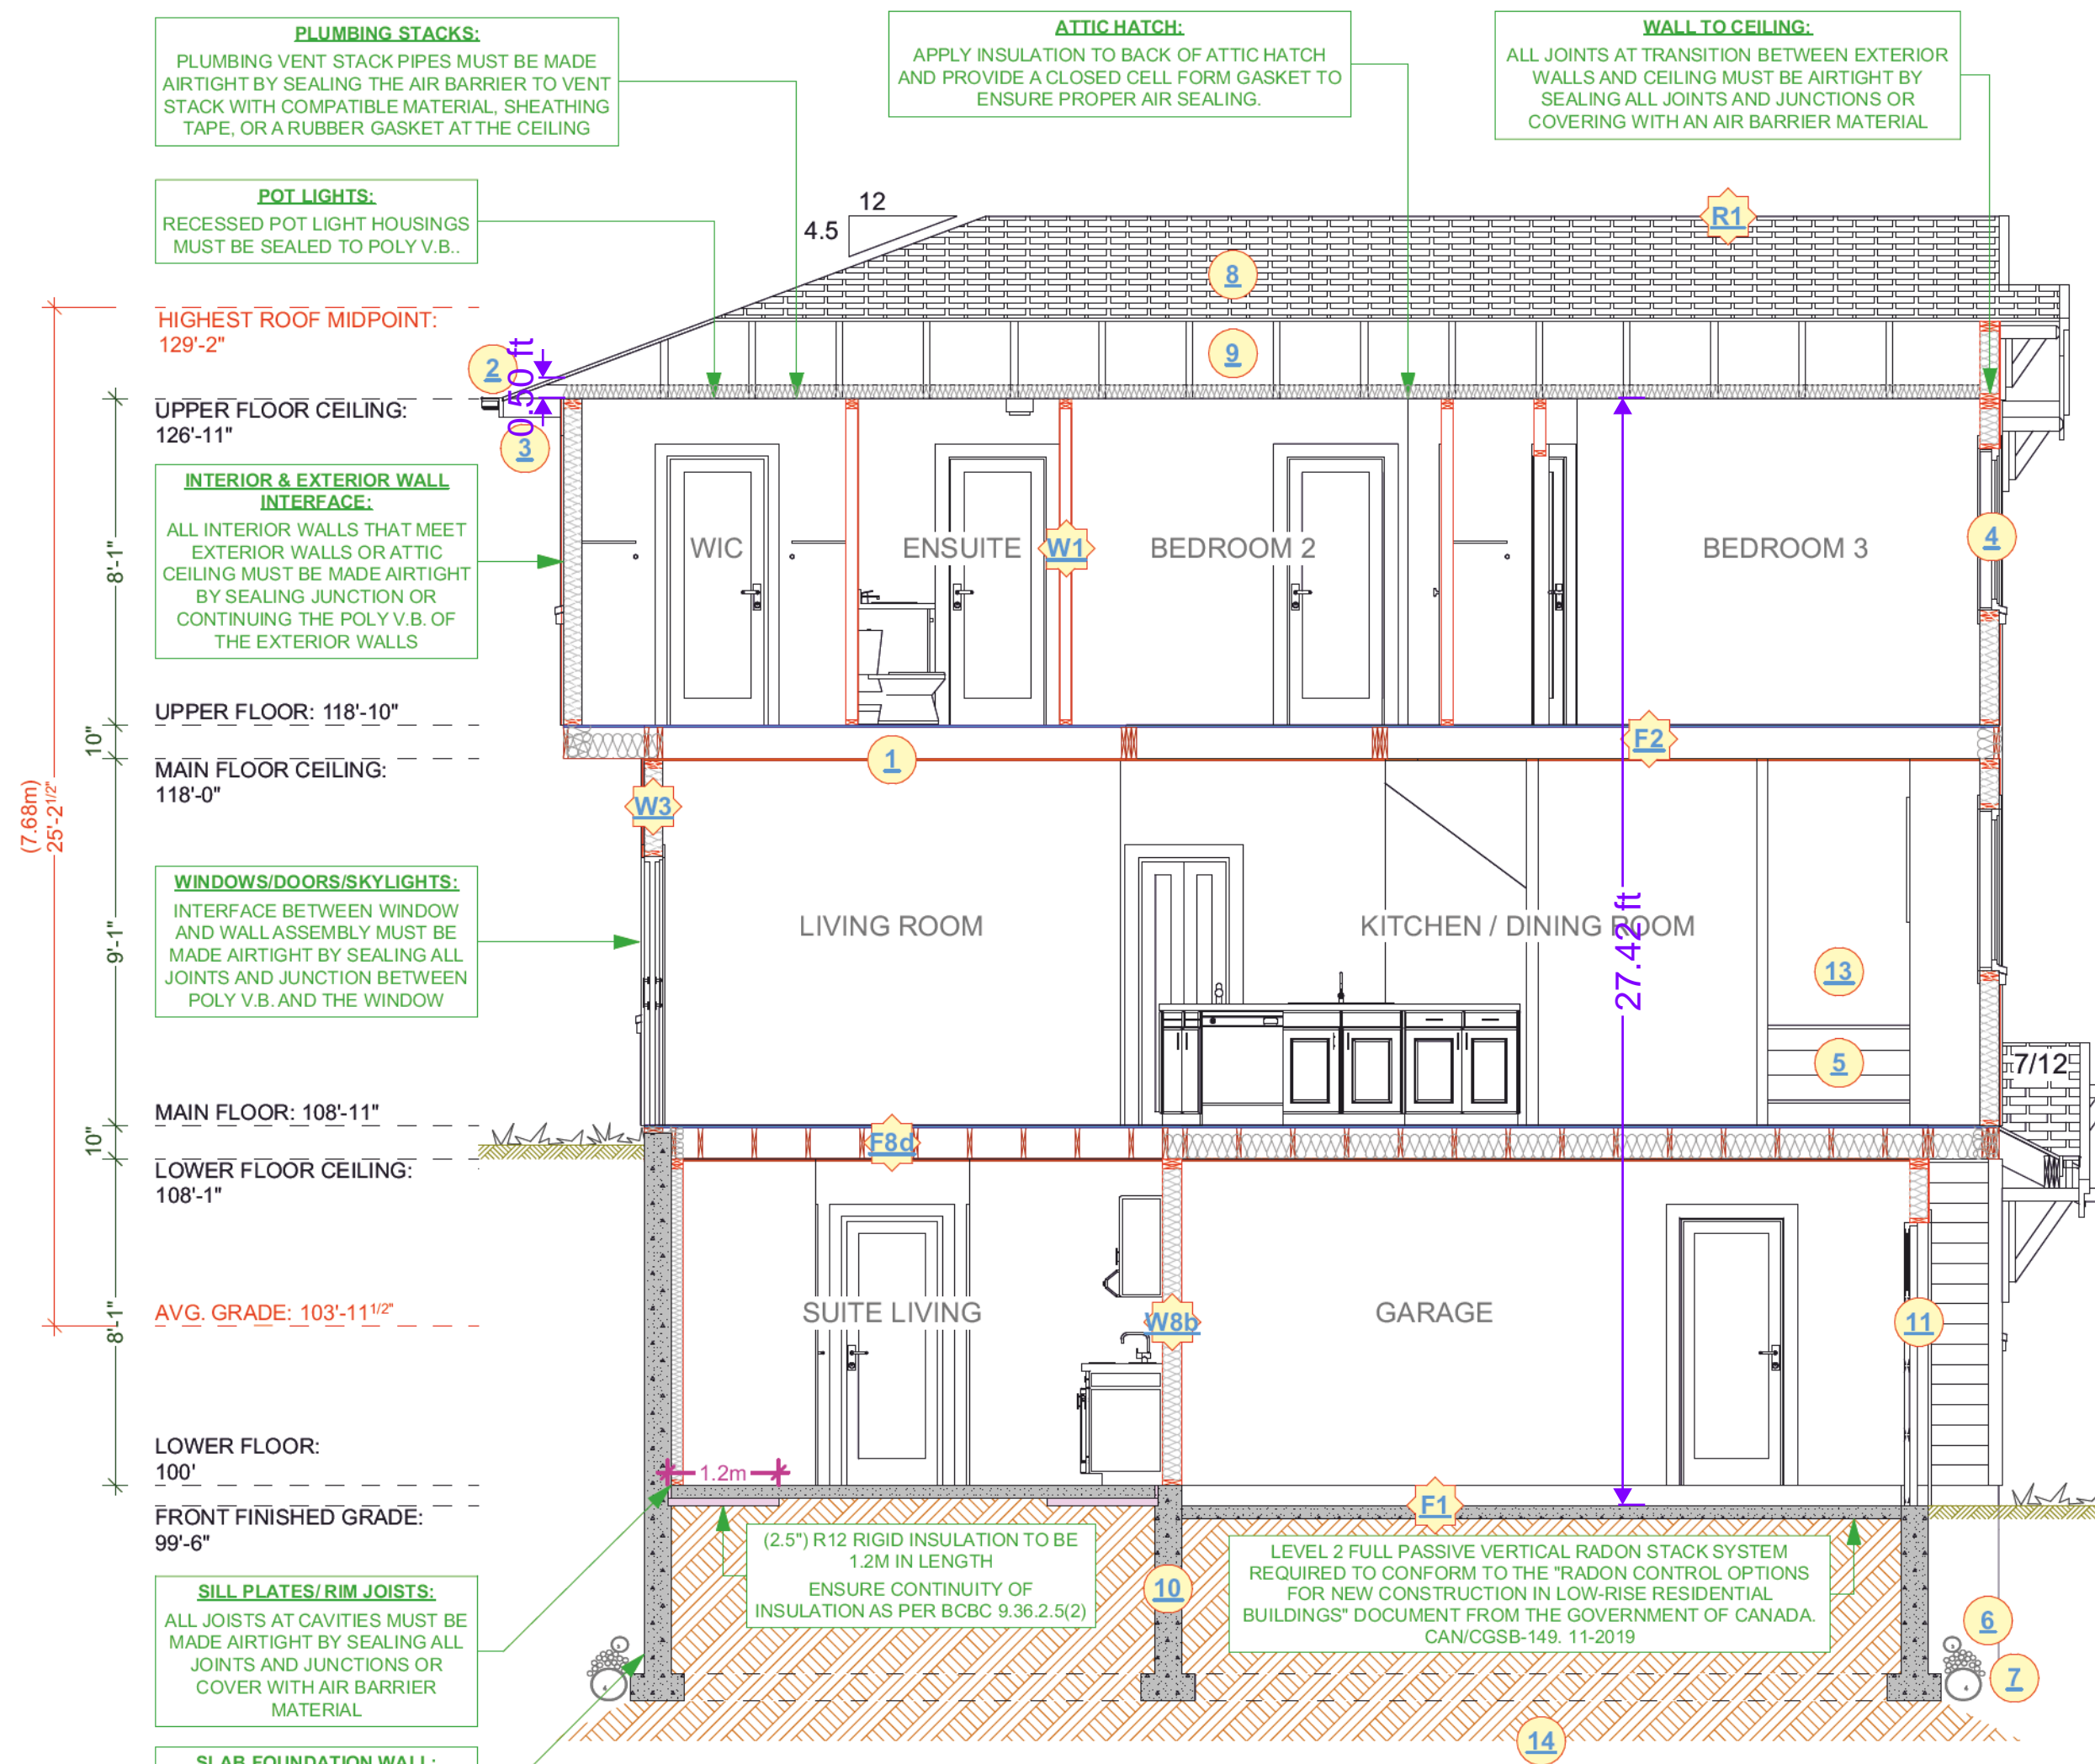 PLUMBING STACKS:
PLUMBING VENT STACK PIPES MUST BE MADE
AIRTIGHT BY SEALING THE AIR BARRIER TO VENT
STACK WITH COMPATIBLE MATERIAL, SHEATHING
TAPE, OR A RUBBER GASKET AT THE CEILING
ATTIC HATCH:
APPLY INSULATION TO BACK OF ATTIC HATCH
AND PROVIDE A CLOSED CELL FORM GASKET TO
ENSURE PROPER AIR SEALING.
WALL TO CEILING:
ALL JOINTS AT TRANSITION BETWEEN EXTERIOR
WALLS AND CEILING MUST BE AIRTIGHT BY
SEALING ALL JOINTS AND JUNCTIONS OR
COVERING WITH AN AIR BARRIER MATERIAL
POT LIGHTS:
RECESSED POT LIGHT HOUSINGS
MUST BE SEALED TO POLY V.B..
12
4.5
R1
8
9
HIGHEST ROOF MIDPOINT:
129'-2"
2
0.50 ft
3
UPPER FLOOR CEILING:
126'-11"
INTERIOR & EXTERIOR WALL
INTERFACE:
ALL INTERIOR WALLS THAT MEET
EXTERIOR WALLS OR ATTIC
CEILING MUST BE MADE AIRTIGHT
BY SEALING JUNCTION OR
CONTINUING THE POLY V.B. OF
THE EXTERIOR WALLS
8'-1"
WIC
ENSUITE
W1
BEDROOM 2
BEDROOM 3
4
UPPER FLOOR: 118'-10"
10"
1
F2
MAIN FLOOR CEILING:
118'-0"
W3
(7.68m)
25'-2 1/2"
WINDOWS/DOORS/SKYLIGHTS:
INTERFACE BETWEEN WINDOW
AND WALL ASSEMBLY MUST BE
MADE AIRTIGHT BY SEALING ALL
JOINTS AND JUNCTION BETWEEN
POLY V.B. AND THE WINDOW
9'-1"
LIVING ROOM
KITCHEN / DINING ROOM
27.42 ft
13
5
7/12
MAIN FLOOR: 108'-11"
10"
F8d
LOWER FLOOR CEILING:
108'-1"
AVG. GRADE: 103'-11 1/2"
8'-1"
SUITE LIVING
W8b
GARAGE
11
LOWER FLOOR:
100'
1.2m
F1
FRONT FINISHED GRADE:
99'-6"
(2.5") R12 RIGID INSULATION TO BE
1.2M IN LENGTH
ENSURE CONTINUITY OF
INSULATION AS PER BCBC 9.36.2.5(2)
10
LEVEL 2 FULL PASSIVE VERTICAL RADON STACK SYSTEM
REQUIRED TO CONFORM TO THE "RADON CONTROL OPTIONS
FOR NEW CONSTRUCTION IN LOW-RISE RESIDENTIAL
BUILDINGS" DOCUMENT FROM THE GOVERNMENT OF CANADA.
CAN/CGSB-149. 11-2019
SILL PLATES/ RIM JOISTS:
ALL JOISTS AT CAVITIES MUST BE
MADE AIRTIGHT BY SEALING ALL
JOINTS AND JUNCTIONS OR
COVER WITH AIR BARRIER
MATERIAL
6
7
14
SLAB FOUNDATION WALL: